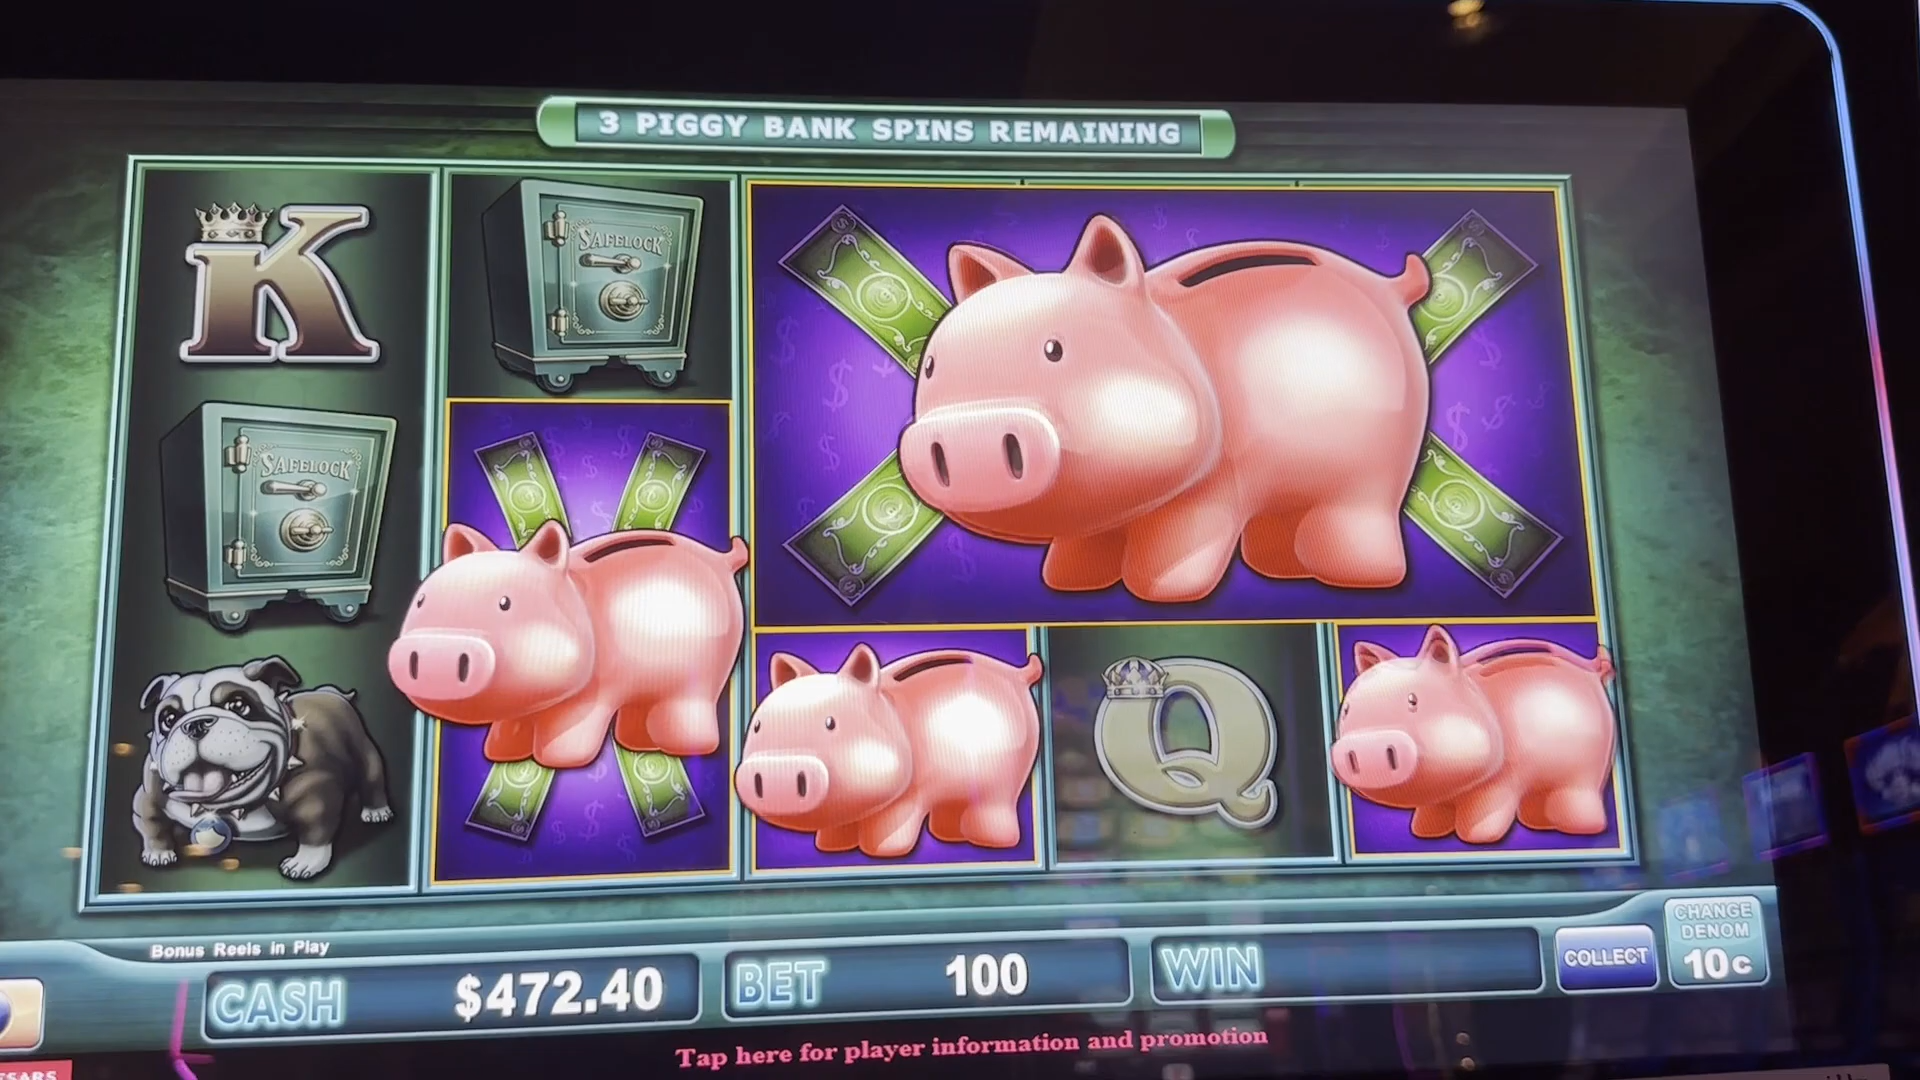 3 PIGGY BANK SPINS REMAINING
K
SAFELOCK
SAFELOCK
Q
Bonus Reels in Play
CASH $472.40
BET 100
WIN
COLLECT
CHANGE
DENOM
10¢
Tap here for player information and promotion